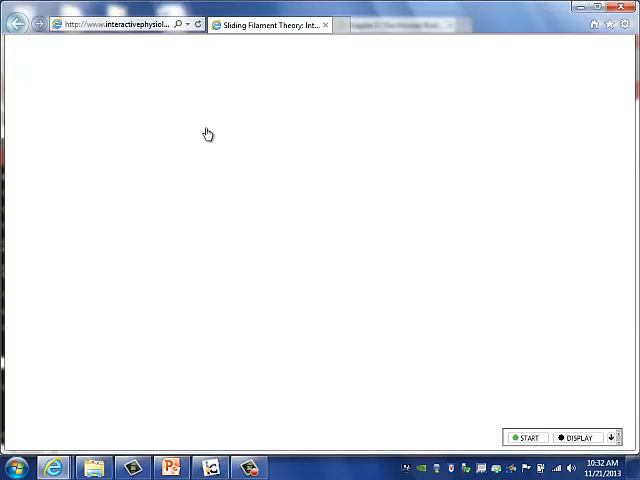 http://www.interactivephysiol...
Sliding Filament Theory: Int...
START
DISPLAY
10:32 AM
11/21/2013